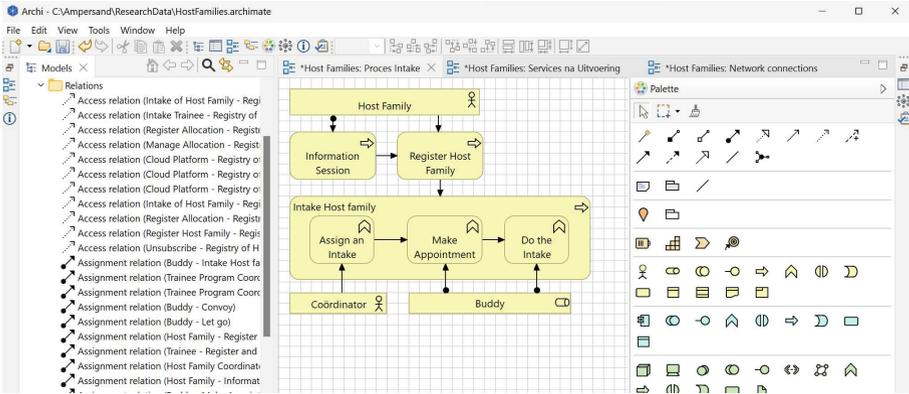 Archi - C:\Ampersand\ResearchData\HostFamilies.archimate
File Edit View Tools Window Help
Models
*Host Families: Proces Intake
*Host Families: Services na Uitvoering
*Host Families: Network connections
Relations
Access relation (Intake of Host Family - Regi
Access relation (Intake Trainee - Registry of
Access relation (Register Allocation - Registr
Access relation (Manage Allocation - Regist
Access relation (Cloud Platform - Registry of
Access relation (Cloud Platform - Registry of
Access relation (Cloud Platform - Registry of
Access relation (Intake of Host Family - Regi
Access relation (Register Allocation - Regist
Access relation (Register Host Family - Regis
Access relation (Unsubscribe - Registry of H
Assignment relation (Buddy - Intake Host fa
Assignment relation (Trainee Program Coord
Assignment relation (Trainee Program Coord
Assignment relation (Buddy - Convoy)
Assignment relation (Buddy - Let go)
Assignment relation (Host Family - Register
Assignment relation (Trainee - Register and
Assignment relation (Host Family Coordinat
Assignment relation (Host Family - Informat
Host Family
Information
Session
Register Host
Family
Intake Host family
Assign an
Intake
Make
Appointment
Do the
Intake
Coördinator
Buddy
Palette